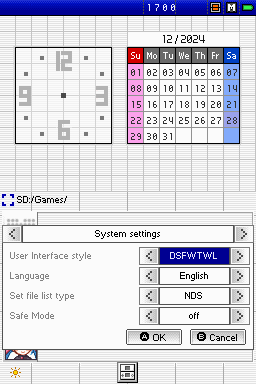 1700
M
12/2024
Su Mo Tu We Th Fr Sa
01 02 03 04 05 06 07
08 09 10 11 12 13 14
15 16 17 18 19 20 21
22 23 24 25 26 27 28
29 30 31
12
9 3
6
SD:/Games/
System settings
User Interface style DSFWTWL
Language English
Set file list type NDS
Safe Mode off
A OK B Cancel